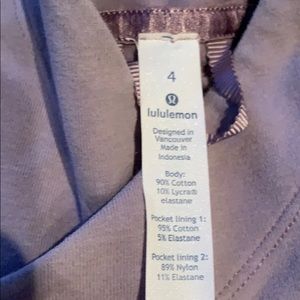 4
lululemon
Designed in
Vancouver
Made in
Indonesia
Body:
90% Cotton
10% Lycra®
elastane
Pocket lining 1:
95% Cotton
5% Elastane
Pocket lining 2:
89% Nylon
11% Elastane